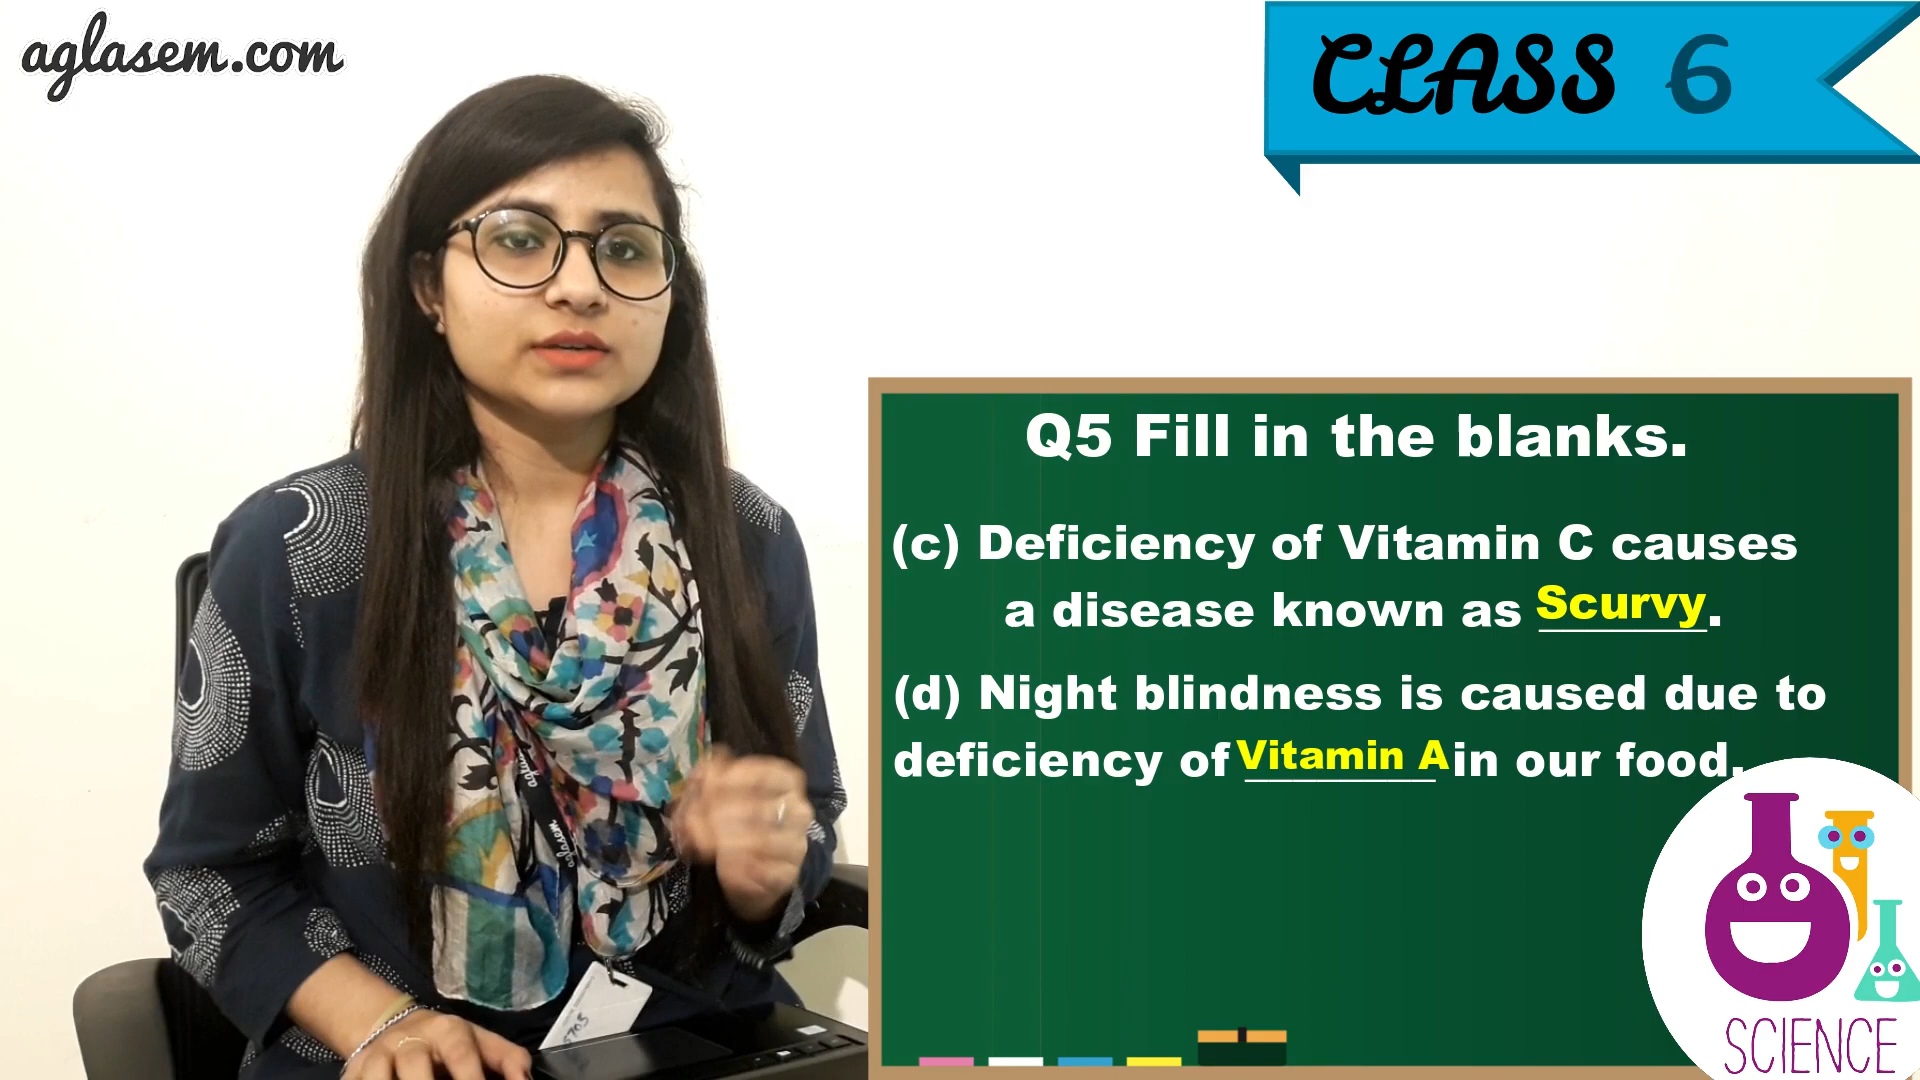 aglasem.com
CLASS 6
Q5 Fill in the blanks.
(c) Deficiency of Vitamin C causes
a disease known as Scurvy.
(d) Night blindness is caused due to
deficiency of Vitamin A in our food.
aglasem
SCIENCE